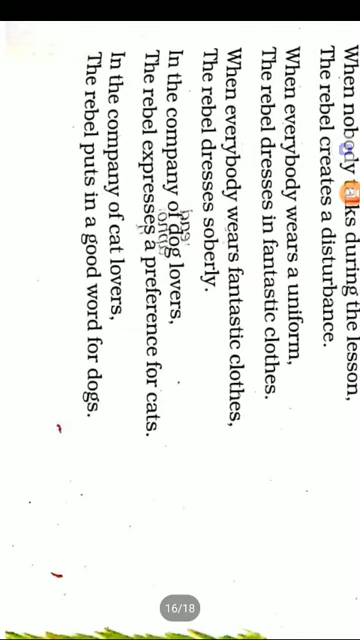 When nobody talks during the lesson,
The rebel creates a disturbance.
When everybody wears a uniform,
The rebel dresses in fantastic clothes.
When everybody wears fantastic clothes,
The rebel dresses soberly.
In the company of dog lovers,
The rebel expresses a preference for cats.
In the company of cat lovers,
The rebel puts in a good word for dogs.
16/18